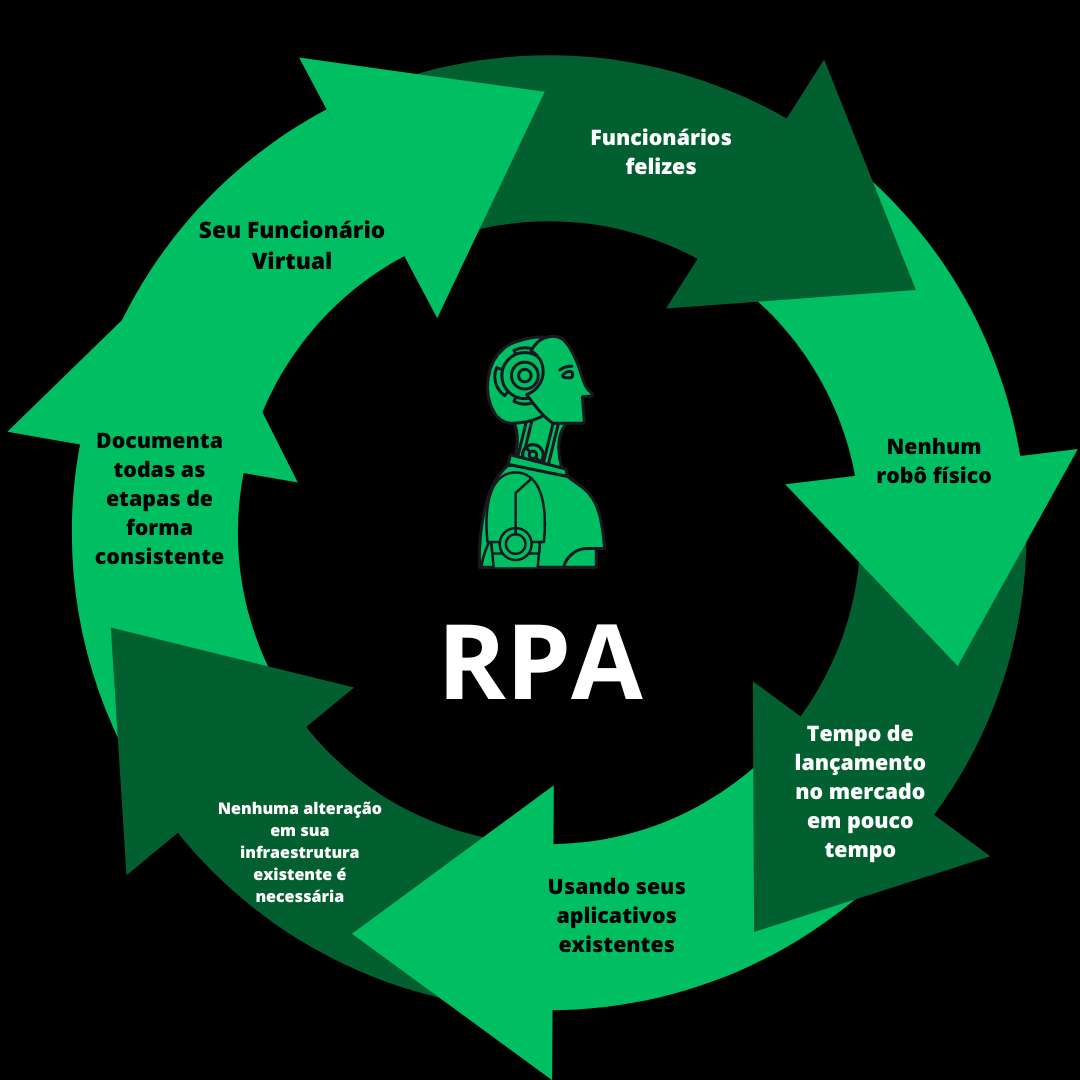 Funcionários
felizes
Seu Funcionário
Virtual
Nenhum
robô físico
Documenta
todas as
etapas de
forma
consistente
RPA
Tempo de
lançamento
no mercado
em pouco
tempo
Nenhuma alteração
em sua
infraestrutura
existente é
necessária
Usando seus
aplicativos
existentes